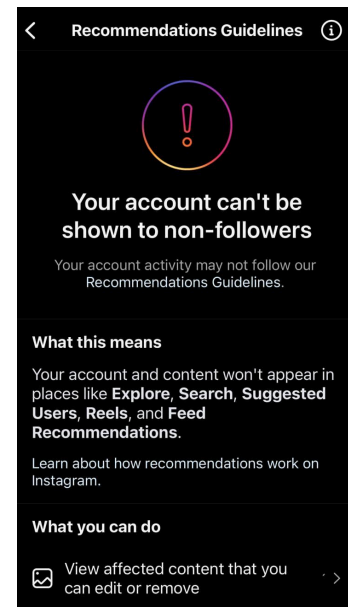 Recommendations Guidelines
Your account can't be
shown to non-followers
Your account activity may not follow our
Recommendations Guidelines.
What this means
Your account and content won't appear in
places like Explore, Search, Suggested
Users, Reels, and Feed
Recommendations.
Learn about how recommendations work on
Instagram.
What you can do
View affected content that you
can edit or remove